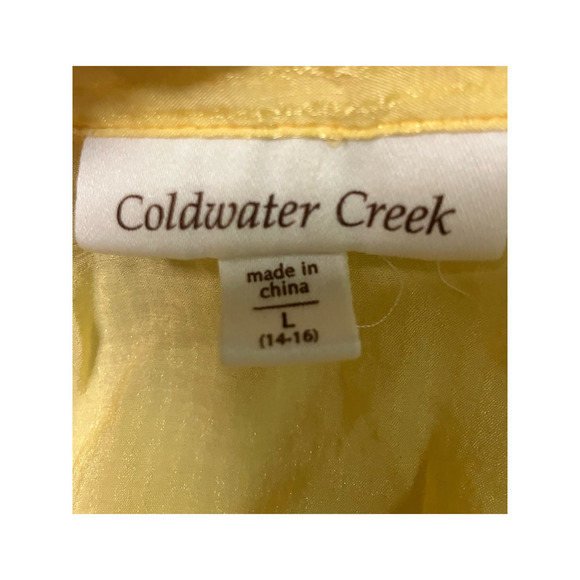 Coldwater Creek
made in
china
L
(14-16)